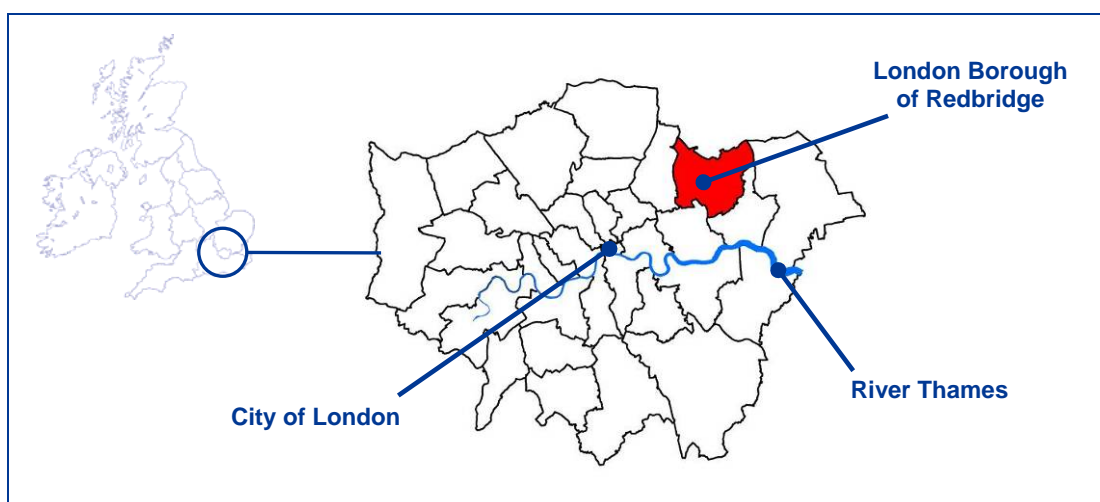 London Borough
of Redbridge
River Thames
City of London